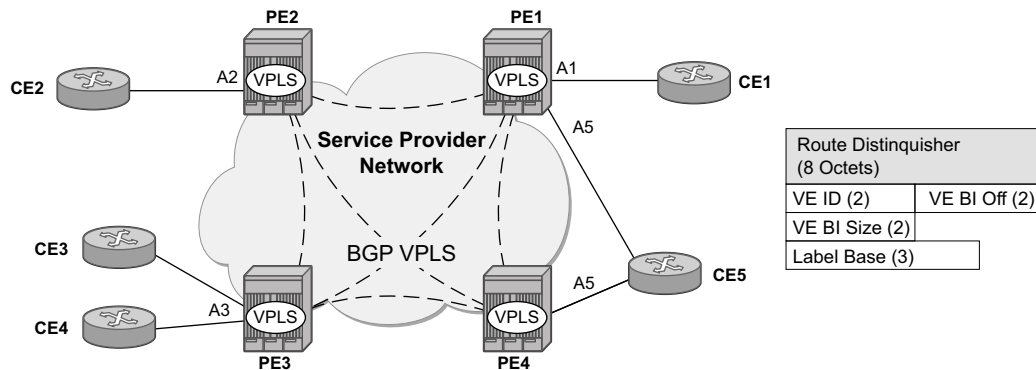 PE2
PE1
VPLS
VPLS
A2
A1
CE2
CE1
A5
Service Provider
Network
Route Distinquisher
(8 Octets)
VE ID (2)
VE BI Off (2)
VE BI Size (2)
Label Base (3)
CE3
BGP VPLS
CE5
A5
A3
CE4
VPLS
VPLS
PE3
PE4